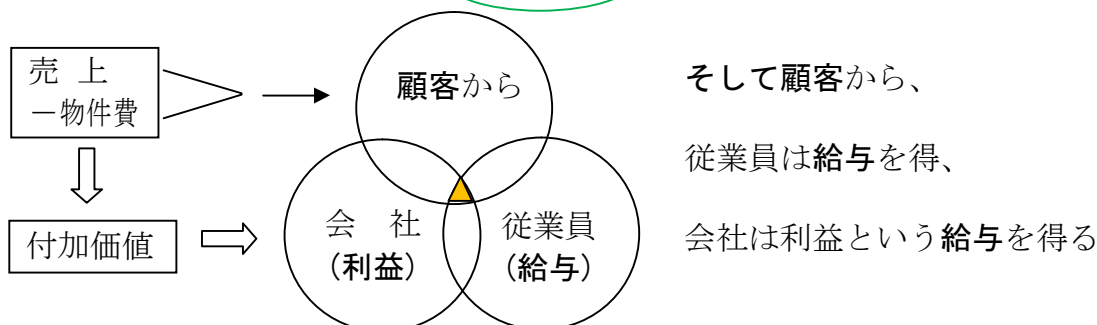 売 上
－物件費
付加価値
顧客から
会 社
（利益）
従業員
（給与）
そして顧客から、
従業員は給与を得、
会社は利益という給与を得る